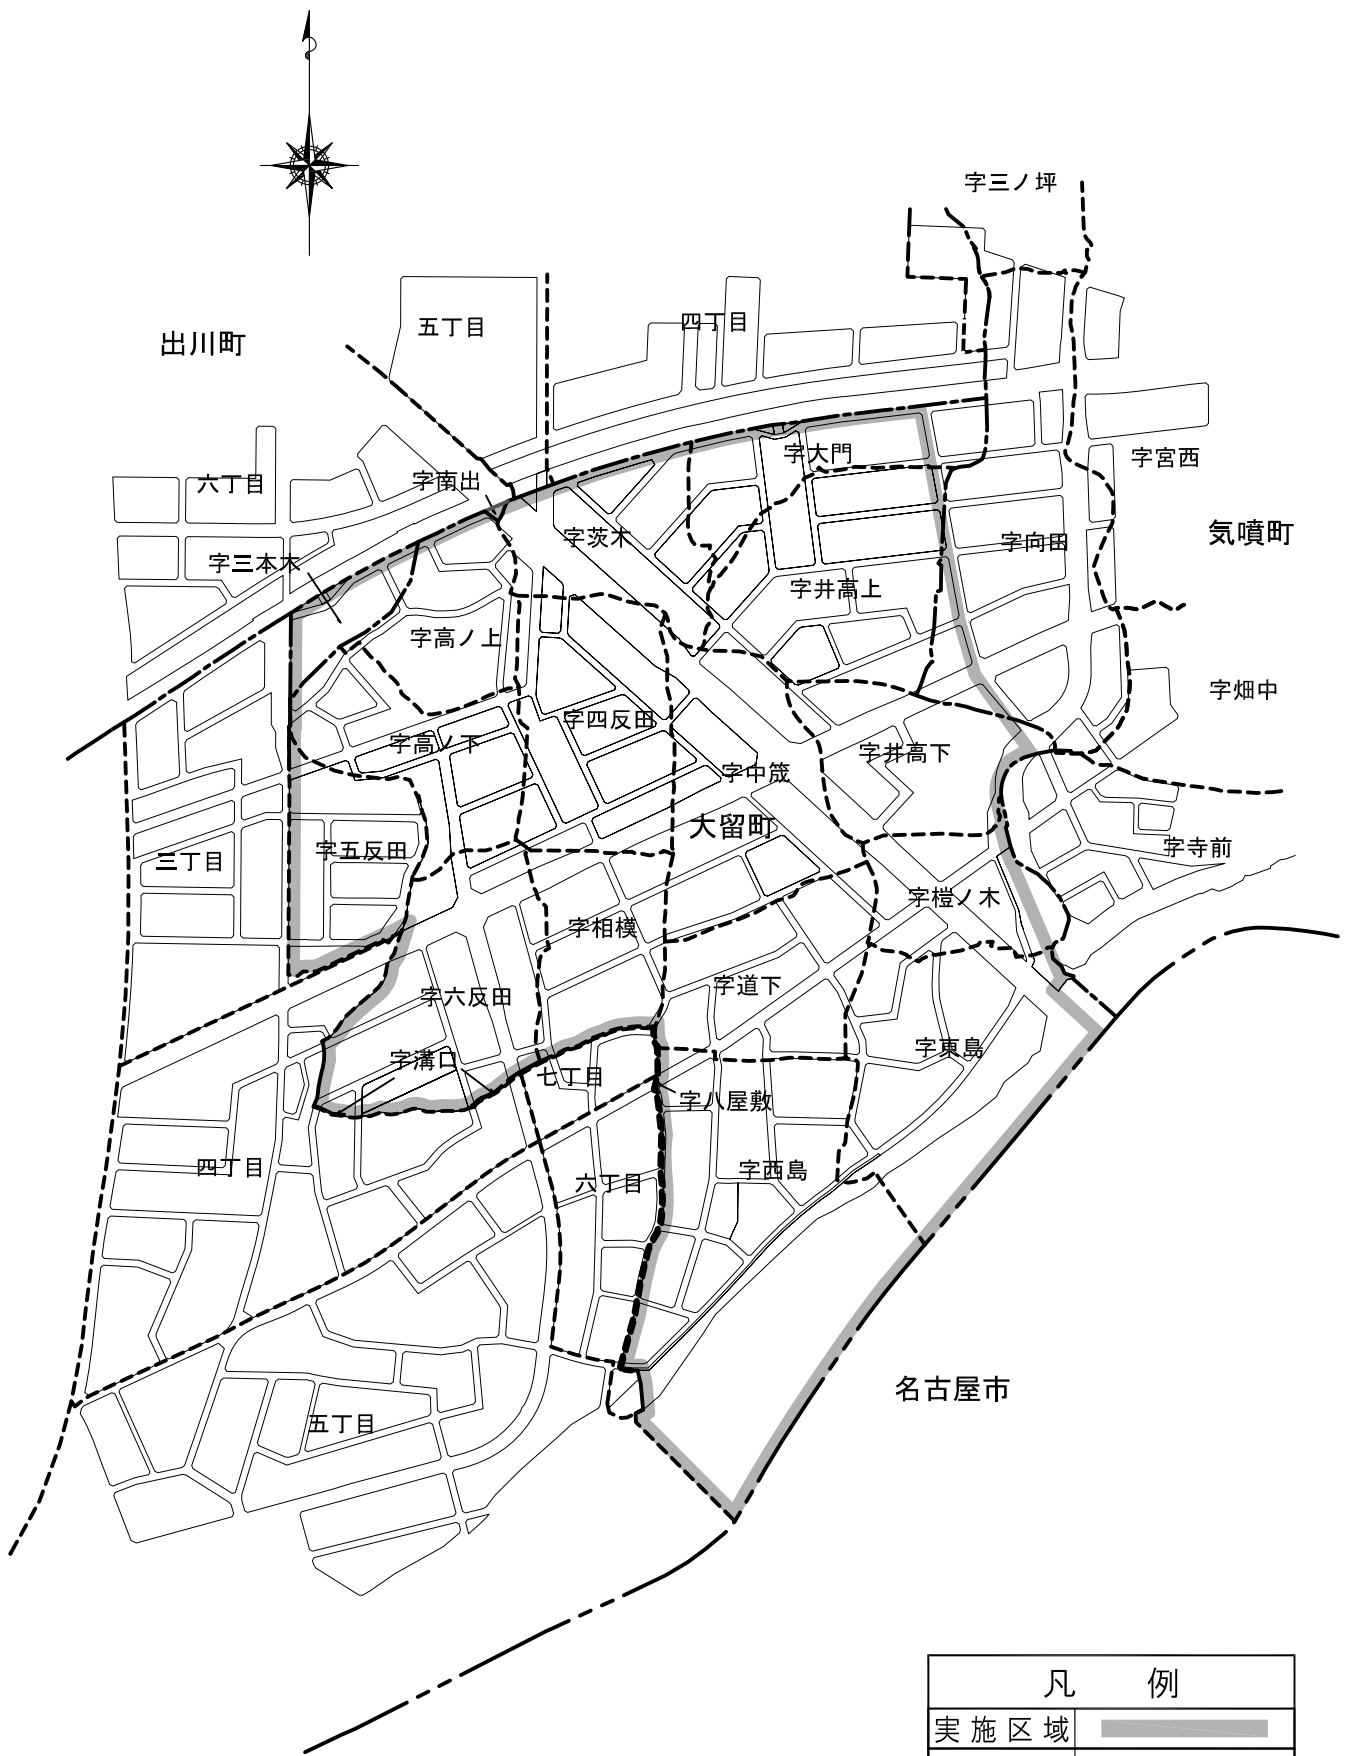 字三ノ坪
五丁目
四丁目
出川町
字大門
字宮西
六丁目
字南出
字茨木
気噴町
字向田
字三本木
字井高上
字高ノ上
字畑中
字四反田
字高ノ下
字井高下
字中筬
大留町
三丁目
字五反田
字寺前
字榿ノ木
字相模
字道下
字六反田
字東島
字溝口
七丁目
字八屋敷
四丁目
字西島
六丁目
名古屋市
五丁目
凡 例
実施区域